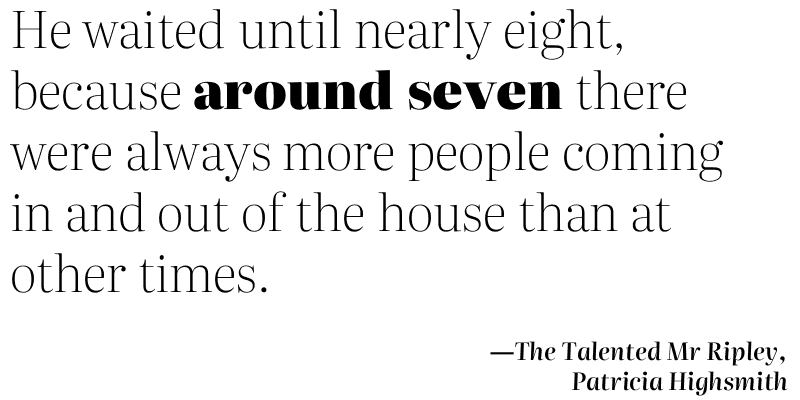 He waited until nearly eight,
because around seven there
were always more people coming
in and out of the house than at
other times.
—The Talented Mr Ripley,
Patricia Highsmith